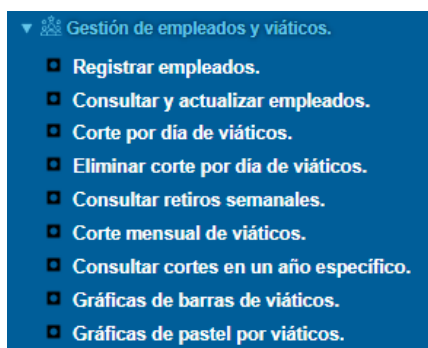 Gestión de empleados y viáticos.
Registrar empleados.
Consultar y actualizar empleados.
Corte por día de viáticos.
Eliminar corte por día de viáticos.
Consultar retiros semanales.
Corte mensual de viáticos.
Consultar cortes en un año específico.
Gráficas de barras de viáticos.
Gráficas de pastel por viáticos.